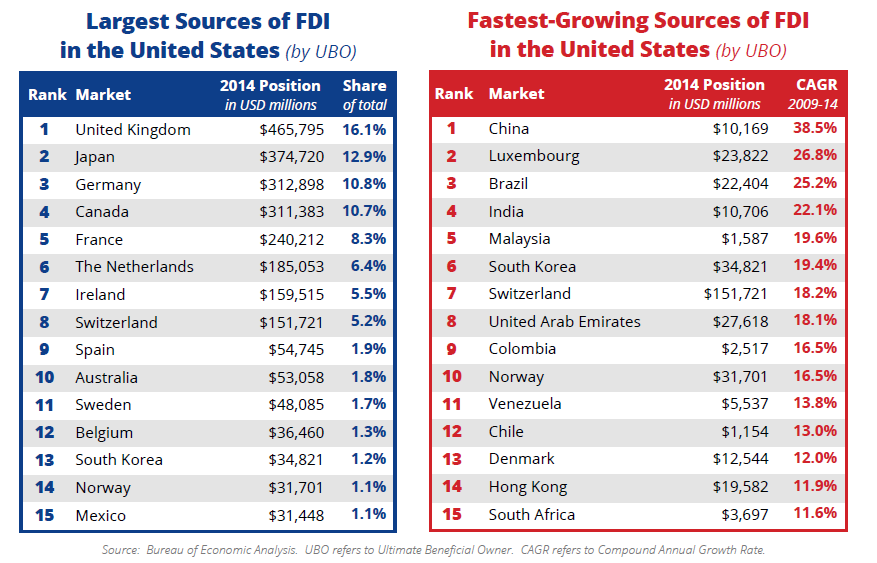 Largest Sources of FDI
in the United States (by UBO)
Rank Market 2014 Position in USD millions Share of total
1 United Kingdom $465,795 16.1%
2 Japan $374,720 12.9%
3 Germany $312,898 10.8%
4 Canada $311,383 10.7%
5 France $240,212 8.3%
6 The Netherlands $185,053 6.4%
7 Ireland $159,515 5.5%
8 Switzerland $151,721 5.2%
9 Spain $54,745 1.9%
10 Australia $53,058 1.8%
11 Sweden $48,085 1.7%
12 Belgium $36,460 1.3%
13 South Korea $34,821 1.2%
14 Norway $31,701 1.1%
15 Mexico $31,448 1.1%
Fastest-Growing Sources of FDI
in the United States (by UBO)
Rank Market 2014 Position in USD millions CAGR 2009-14
1 China $10,169 38.5%
2 Luxembourg $23,822 26.8%
3 Brazil $22,404 25.2%
4 India $10,706 22.1%
5 Malaysia $1,587 19.6%
6 South Korea $34,821 19.4%
7 Switzerland $151,721 18.2%
8 United Arab Emirates $27,618 18.1%
9 Colombia $2,517 16.5%
10 Norway $31,701 16.5%
11 Venezuela $5,537 13.8%
12 Chile $1,154 13.0%
13 Denmark $12,544 12.0%
14 Hong Kong $19,582 11.9%
15 South Africa $3,697 11.6%
Source: Bureau of Economic Analysis. UBO refers to Ultimate Beneficial Owner. CAGR refers to Compound Annual Growth Rate.